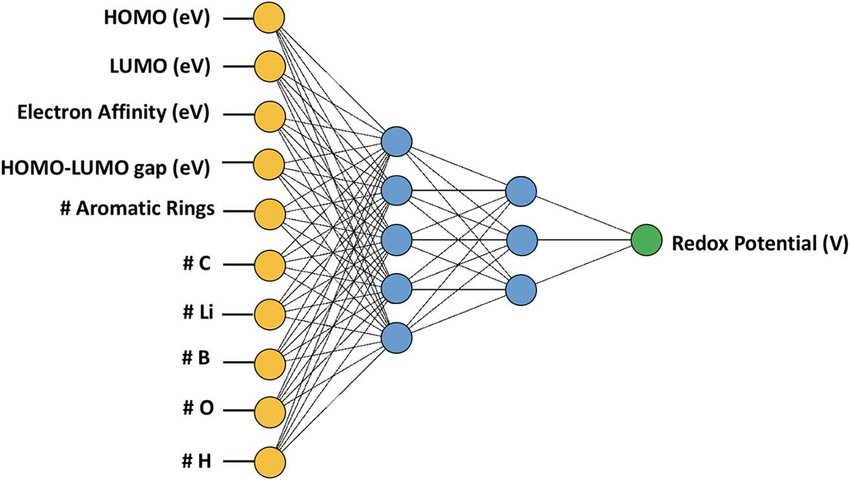 HOMO (eV)
LUMO (eV)
Electron Affinity (eV)
HOMO-LUMO gap (eV)
# Aromatic Rings
# C
# Li
# B
# O
# H
Redox Potential (V)